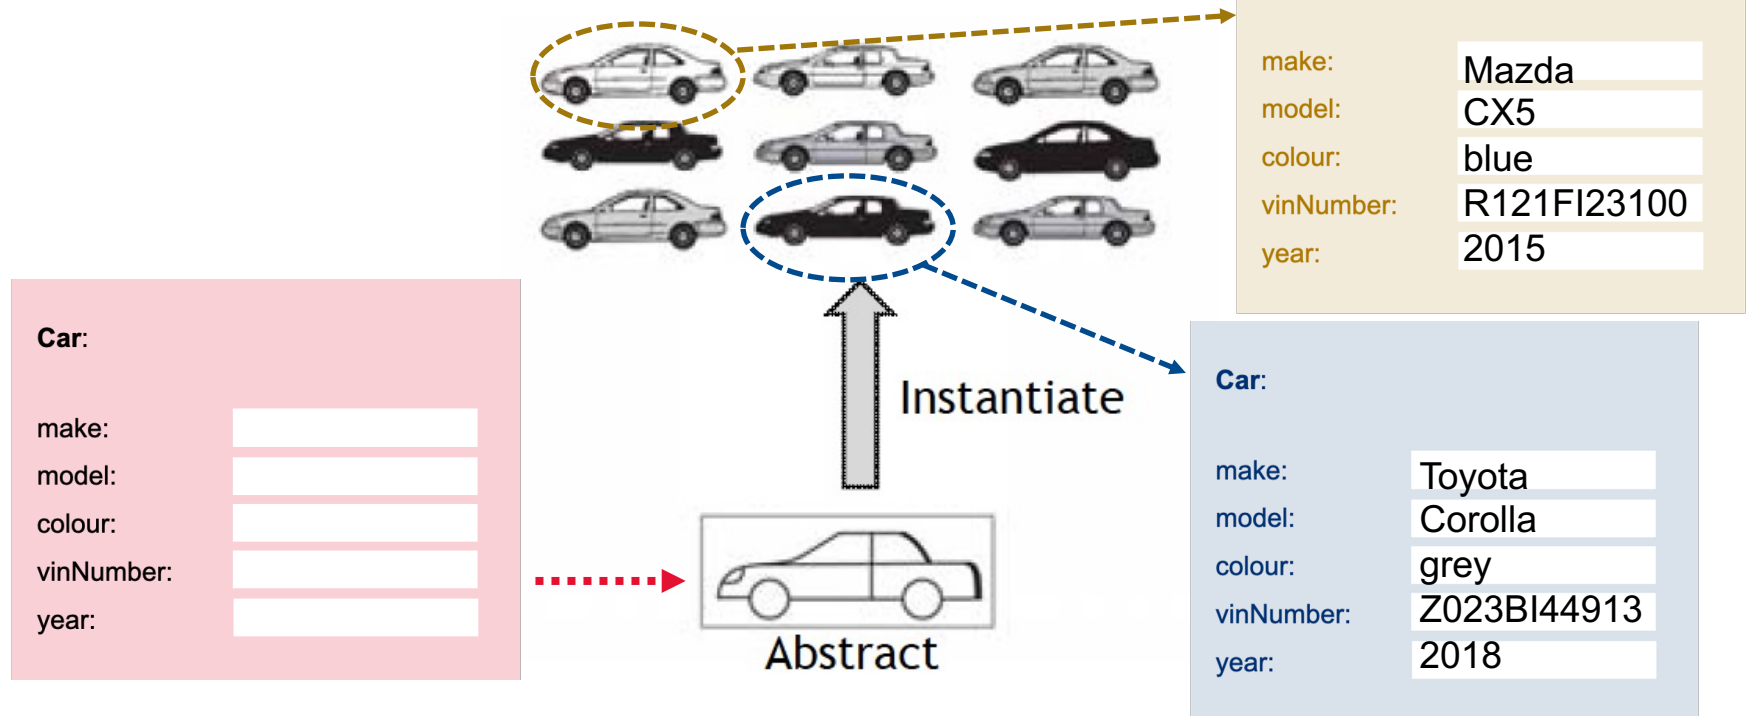 make: Mazda
model: CX5
colour: blue
vinNumber: R121FI23100
year: 2015
Car:
make:
model:
colour:
vinNumber:
year:
Instantiate
Abstract
Car:
make: Toyota
model: Corolla
colour: grey
vinNumber: Z023BI44913
year: 2018